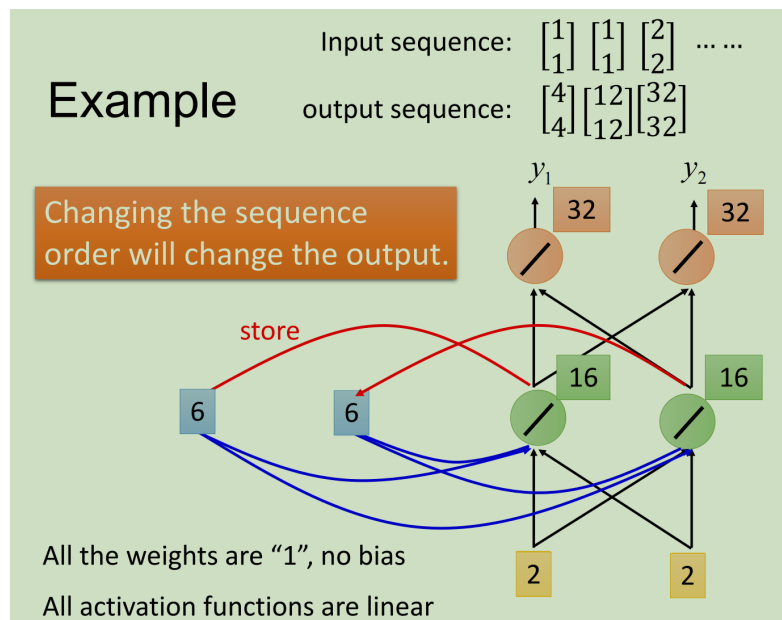 Input sequence: [1 1] [1 1] [2 2] … …
Example
output sequence: [4 4] [12 12] [32 32]
y₁ y₂
32 32
Changing the sequence
order will change the output.
store
16 16
6 6
All the weights are “1”, no bias
2 2
All activation functions are linear